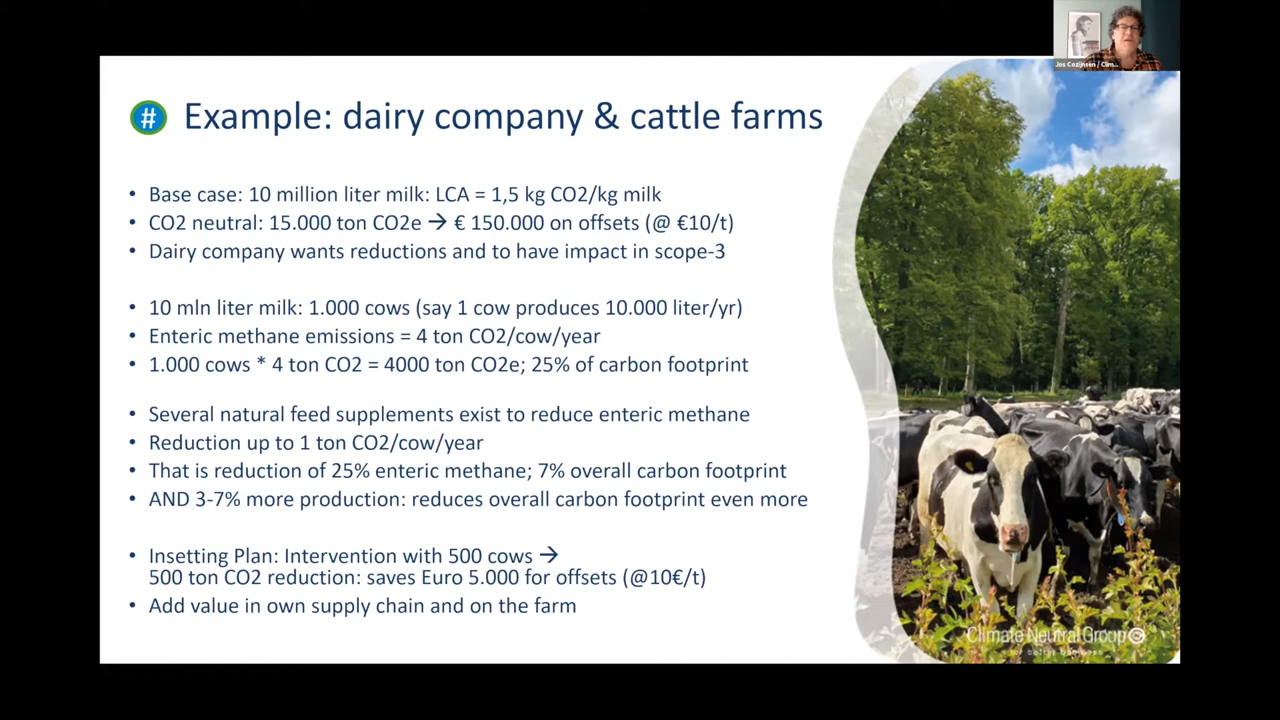 Jos Cozijnsen / Clim...
# Example: dairy company & cattle farms
• Base case: 10 million liter milk: LCA = 1,5 kg CO2/kg milk
• CO2 neutral: 15.000 ton CO2e → € 150.000 on offsets (@ €10/t)
• Dairy company wants reductions and to have impact in scope-3
• 10 mln liter milk: 1.000 cows (say 1 cow produces 10.000 liter/yr)
• Enteric methane emissions = 4 ton CO2/cow/year
• 1.000 cows * 4 ton CO2 = 4000 ton CO2e; 25% of carbon footprint
• Several natural feed supplements exist to reduce enteric methane
• Reduction up to 1 ton CO2/cow/year
• That is reduction of 25% enteric methane; 7% overall carbon footprint
• AND 3-7% more production: reduces overall carbon footprint even more
• Insetting Plan: Intervention with 500 cows →
500 ton CO2 reduction: saves Euro 5.000 for offsets (@10€/t)
• Add value in own supply chain and on the farm
Climate Neutral Group
for better business